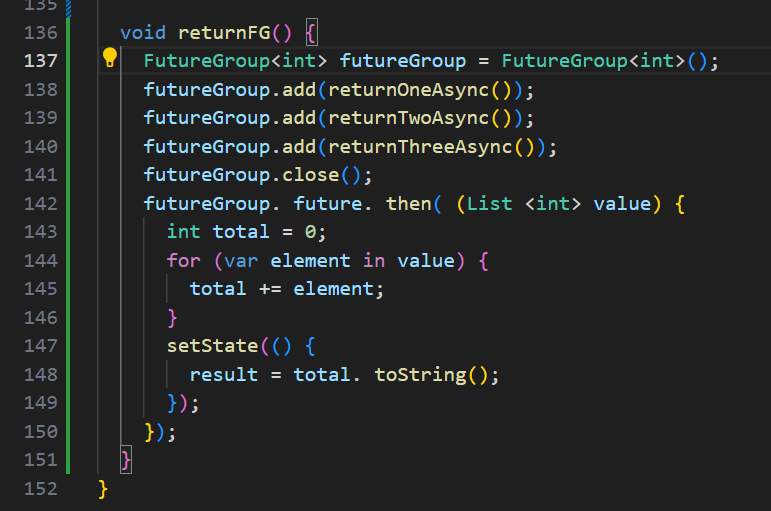 135
136 void returnFG() {
137 FutureGroup<int> futureGroup = FutureGroup<int>();
138 futureGroup.add(returnOneAsync());
139 futureGroup.add(returnTwoAsync());
140 futureGroup.add(returnThreeAsync());
141 futureGroup.close();
142 futureGroup. future. then( (List <int> value) {
143 int total = 0;
144 for (var element in value) {
145 total += element;
146 }
147 setState(() {
148 result = total. toString();
149 });
150 });
151 }
152 }